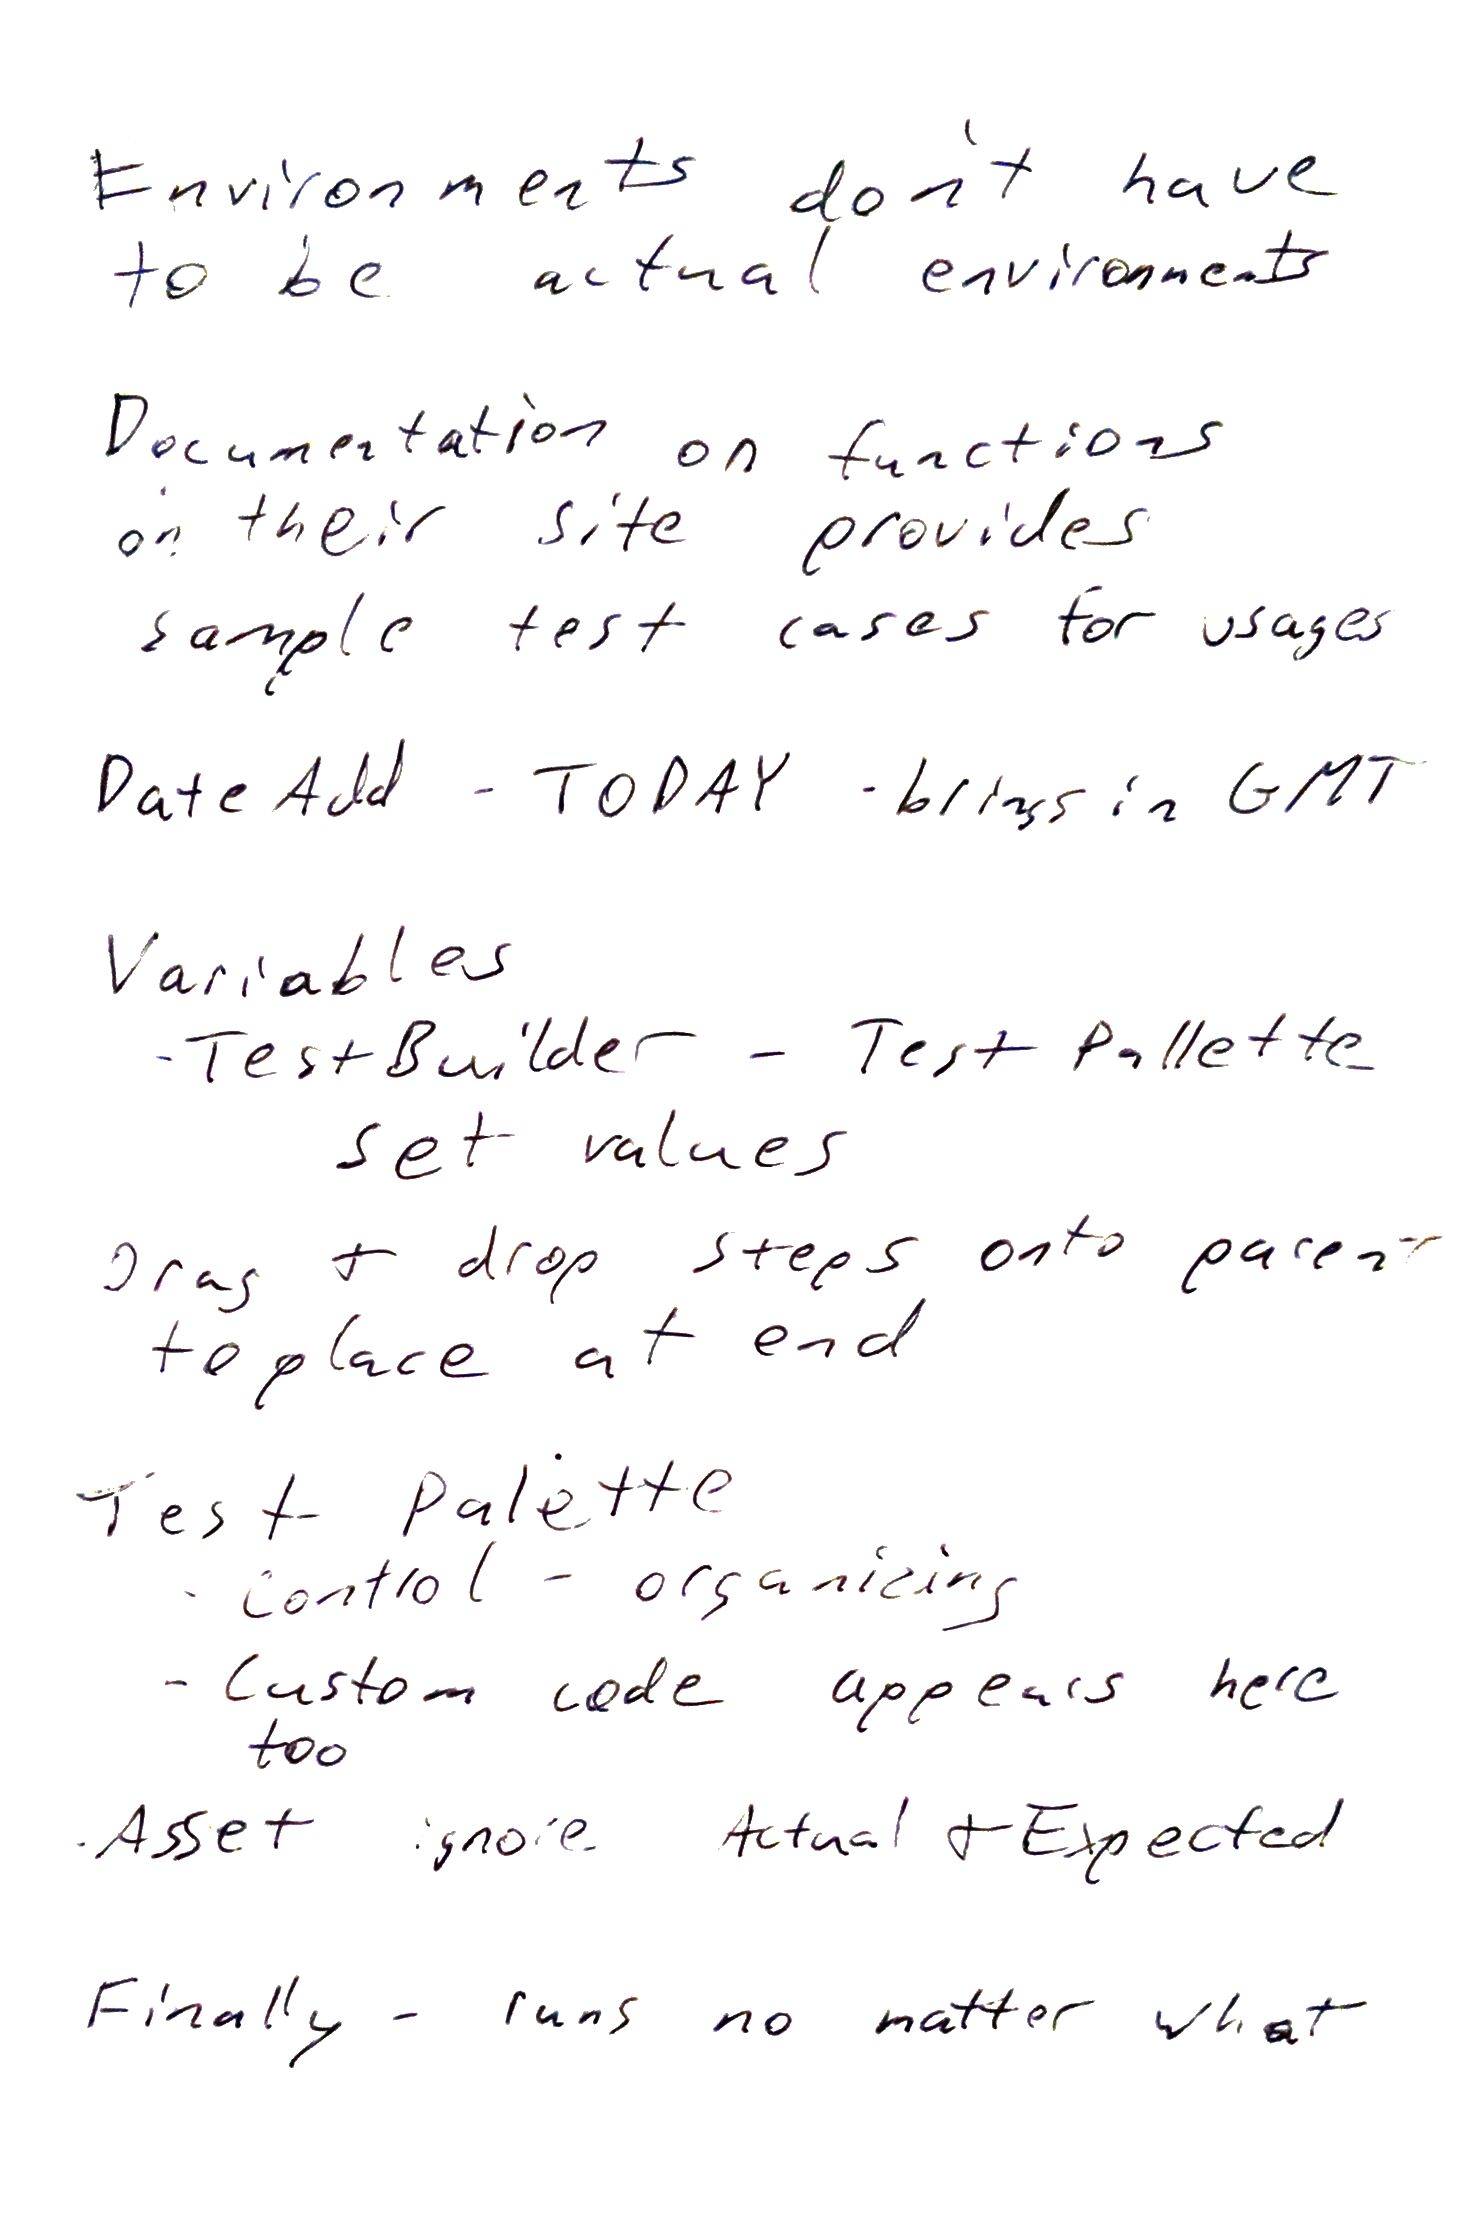 Environments don't have
to be actual environments
Documentation on functions
on their site provides
sample test cases for usages
DateAdd - TODAY - brings in GMT
Variables
- TestBuilder - Test Pallette
set values
Drag + drop steps onto parent
to place at end
Test Palette
- Control - organizing
- Custom code appears here
too
- Asset ignore Actual + Expected
Finally - runs no matter what